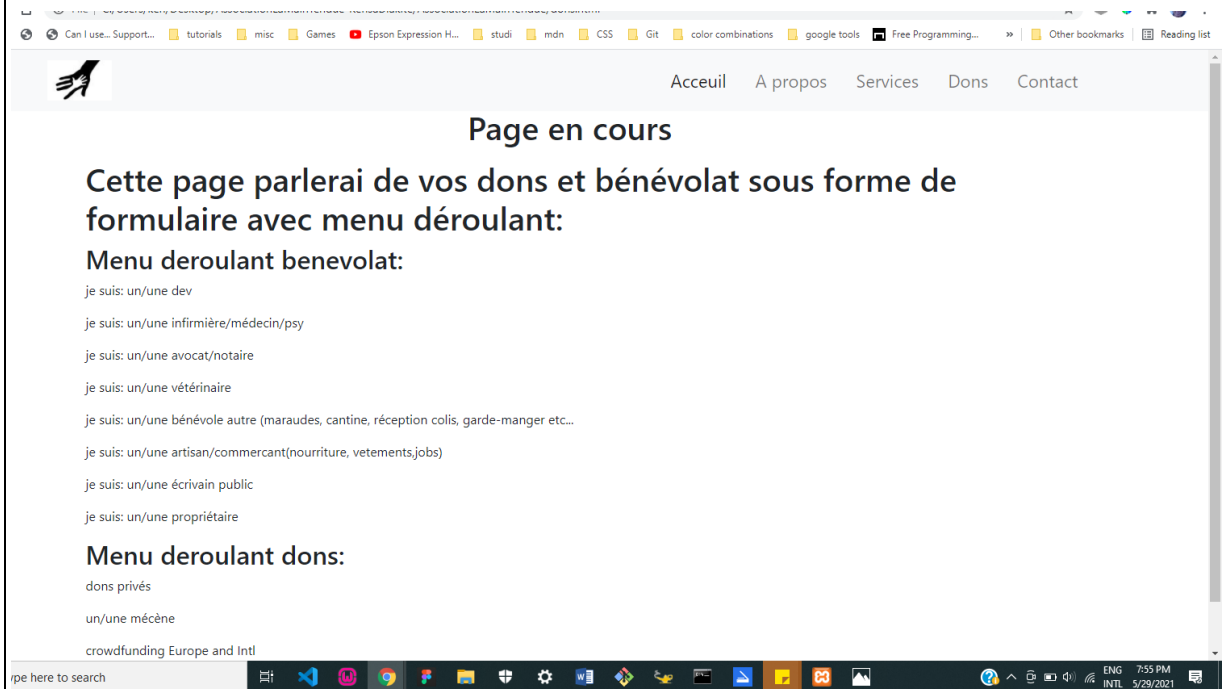 Can I use... Support... tutorials misc Games Epson Expression H... studi mdn CSS Git color combinations google tools Free Programming... » Other bookmarks Reading list
Acceuil A propos Services Dons Contact
Page en cours
Cette page parlerai de vos dons et bénévolat sous forme de
formulaire avec menu déroulant:
Menu deroulant benevolat:
je suis: un/une dev
je suis: un/une infirmière/médecin/psy
je suis: un/une avocat/notaire
je suis: un/une vétérinaire
je suis: un/une bénévole autre (maraudes, cantine, réception colis, garde-manger etc...
je suis: un/une artisan/commercant(nourriture, vetements,jobs)
je suis: un/une écrivain public
je suis: un/une propriétaire
Menu deroulant dons:
dons privés
un/une mécène
crowdfunding Europe and Intl
ype here to search
ENG 7:55 PM
INTL 5/29/2021